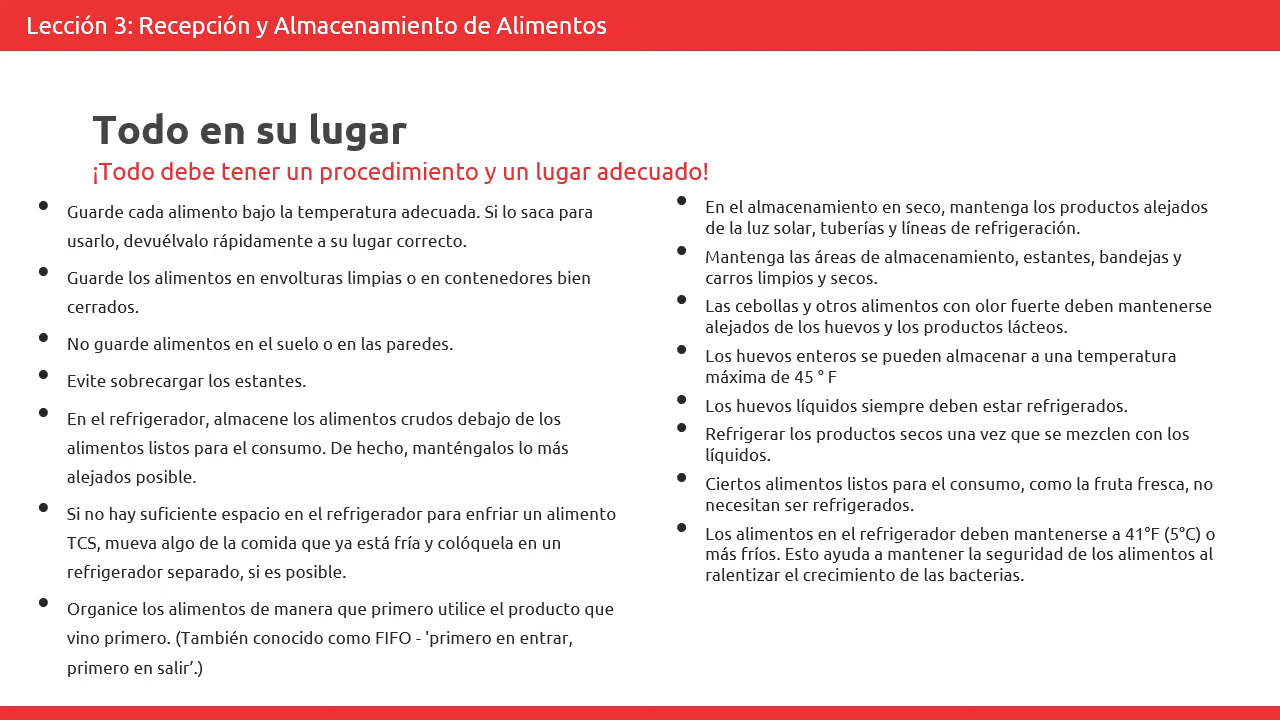 Lección 3: Recepción y Almacenamiento de Alimentos
Todo en su lugar
¡Todo debe tener un procedimiento y un lugar adecuado!
• Guarde cada alimento bajo la temperatura adecuada. Si lo saca para
usarlo, devuélvalo rápidamente a su lugar correcto.
• Guarde los alimentos en envolturas limpias o en contenedores bien
cerrados.
• No guarde alimentos en el suelo o en las paredes.
• Evite sobrecargar los estantes.
• En el refrigerador, almacene los alimentos crudos debajo de los
alimentos listos para el consumo. De hecho, manténgalos lo más
alejados posible.
• Si no hay suficiente espacio en el refrigerador para enfriar un alimento
TCS, mueva algo de la comida que ya está fría y colóquela en un
refrigerador separado, si es posible.
• Organice los alimentos de manera que primero utilice el producto que
vino primero. (También conocido como FIFO - 'primero en entrar,
primero en salir’.)
• En el almacenamiento en seco, mantenga los productos alejados
de la luz solar, tuberías y líneas de refrigeración.
• Mantenga las áreas de almacenamiento, estantes, bandejas y
carros limpios y secos.
• Las cebollas y otros alimentos con olor fuerte deben mantenerse
alejados de los huevos y los productos lácteos.
• Los huevos enteros se pueden almacenar a una temperatura
máxima de 45 ° F
• Los huevos líquidos siempre deben estar refrigerados.
• Refrigerar los productos secos una vez que se mezclen con los
líquidos.
• Ciertos alimentos listos para el consumo, como la fruta fresca, no
necesitan ser refrigerados.
• Los alimentos en el refrigerador deben mantenerse a 41°F (5°C) o
más fríos. Esto ayuda a mantener la seguridad de los alimentos al
ralentizar el crecimiento de las bacterias.